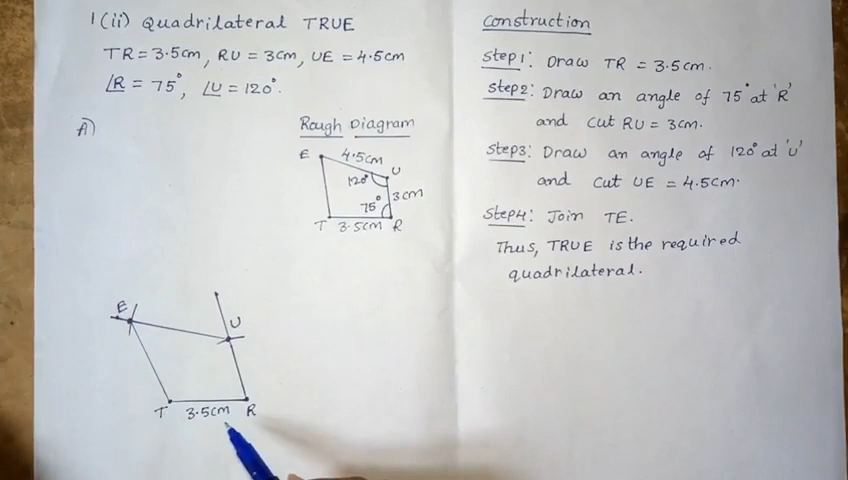 1(ii) Quadrilateral TRUE
TR = 3.5cm, RU = 3cm, UE = 4.5cm
∠R = 75°, ∠U = 120°.
A)
Rough Diagram
E 4.5cm U
120°
3cm
75°
T 3.5cm R
E
U
T 3.5cm R
Construction
Step1: Draw TR = 3.5cm.
Step2: Draw an angle of 75° at 'R'
and cut RU = 3cm.
Step3: Draw an angle of 120° at 'U'
and cut UE = 4.5cm.
Step4: Join TE.
Thus, TRUE is the required
quadrilateral.